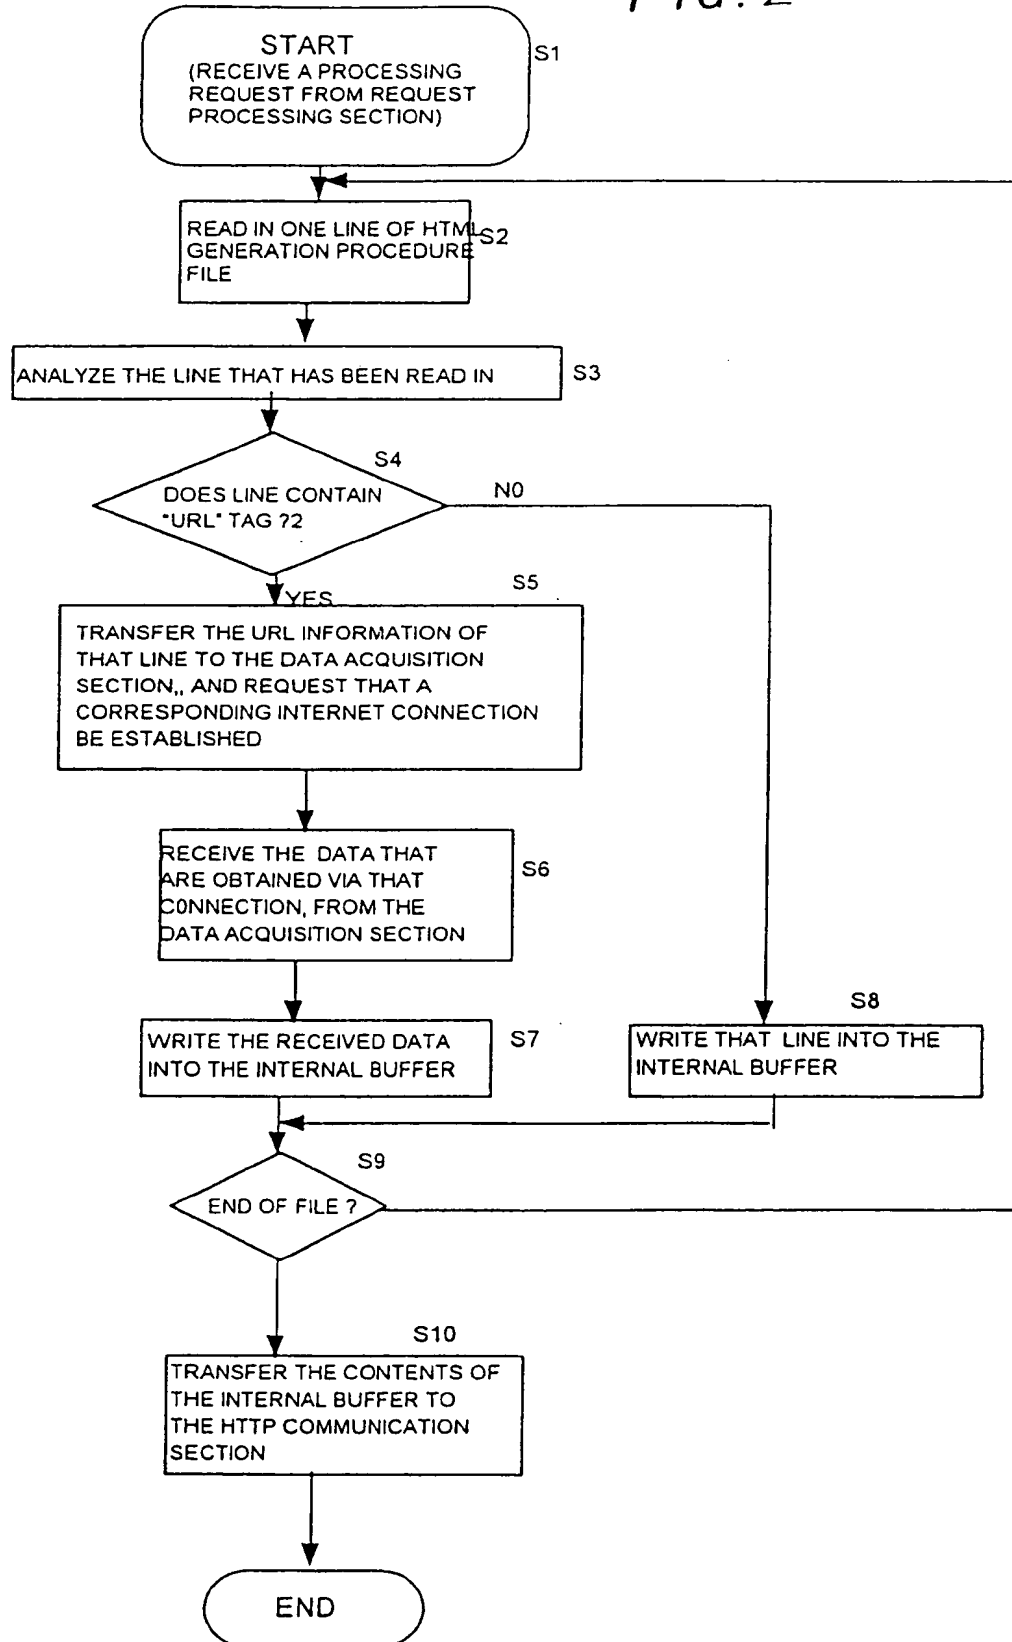 FIG. 2
START
(RECEIVE A PROCESSING
REQUEST FROM REQUEST
PROCESSING SECTION)
S1
READ IN ONE LINE OF HTML
GENERATION PROCEDURE
FILE
S2
ANALYZE THE LINE THAT HAS BEEN READ IN
S3
S4
DOES LINE CONTAIN
"URL" TAG ?2
N0
YES
S5
TRANSFER THE URL INFORMATION OF
THAT LINE TO THE DATA ACQUISITION
SECTION,, AND REQUEST THAT A
CORRESPONDING INTERNET CONNECTION
BE ESTABLISHED
RECEIVE THE DATA THAT
ARE OBTAINED VIA THAT
C0NNECTION, FROM THE
DATA ACQUISITION SECTION
S6
WRITE THE RECEIVED DATA
INTO THE INTERNAL BUFFER
S7
S8
WRITE THAT LINE INTO THE
INTERNAL BUFFER
S9
END OF FILE ?
S10
TRANSFER THE CONTENTS OF
THE INTERNAL BUFFER TO
THE HTTP COMMUNICATION
SECTION
END